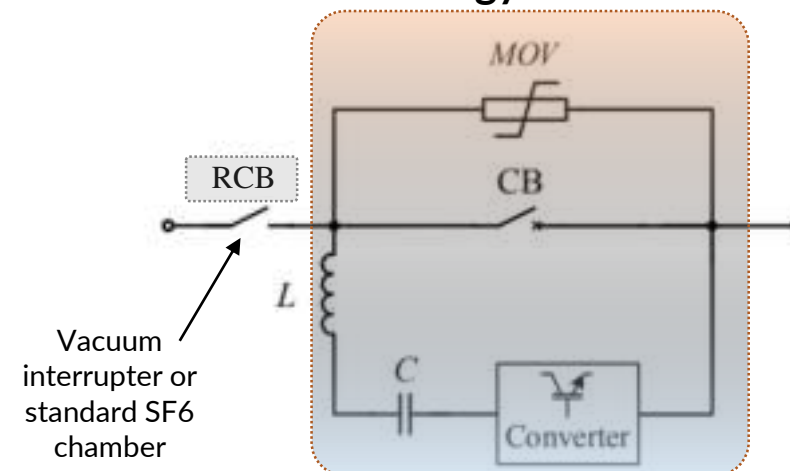 MOV
RCB
CB
L
Vacuum
interrupter or
standard SF6
chamber
C
Converter